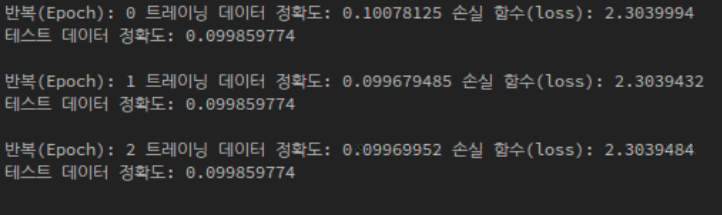 반복(Epoch): 0 트레이닝 데이터 정확도: 0.10078125 손실 함수(loss): 2.3039994
테스트 데이터 정확도: 0.099859774
반복(Epoch): 1 트레이닝 데이터 정확도: 0.099679485 손실 함수(loss): 2.3039432
테스트 데이터 정확도: 0.099859774
반복(Epoch): 2 트레이닝 데이터 정확도: 0.09969952 손실 함수(loss): 2.3039484
테스트 데이터 정확도: 0.099859774